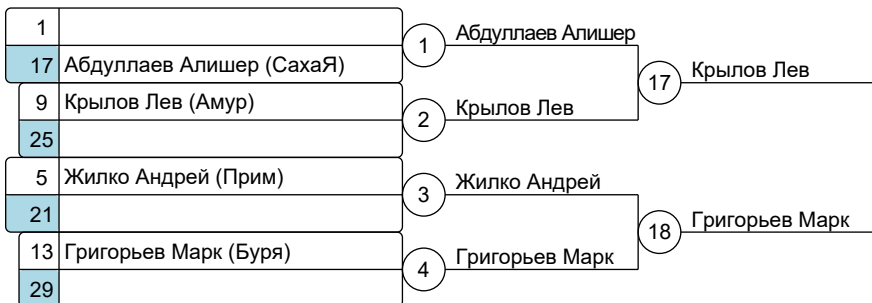 1
17 Абдуллаев Алишер (СахаЯ)
9 Крылов Лев (Амур)
25
5 Жилко Андрей (Прим)
21
13 Григорьев Марк (Буря)
29
1 Абдуллаев Алишер
2 Крылов Лев
3 Жилко Андрей
4 Григорьев Марк
17 Крылов Лев
18 Григорьев Марк